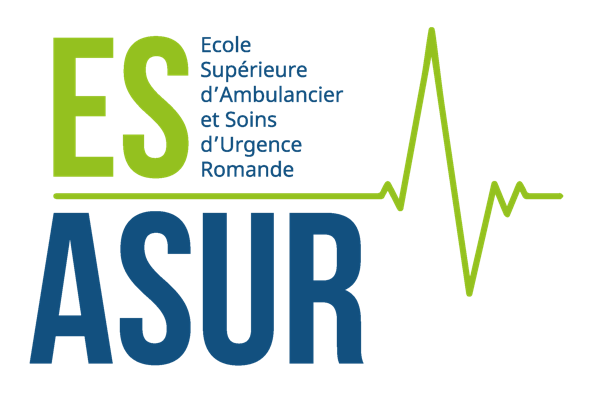 ES
Ecole
Supérieure
d'Ambulancier
et Soins
d'Urgence
Romande
ASUR